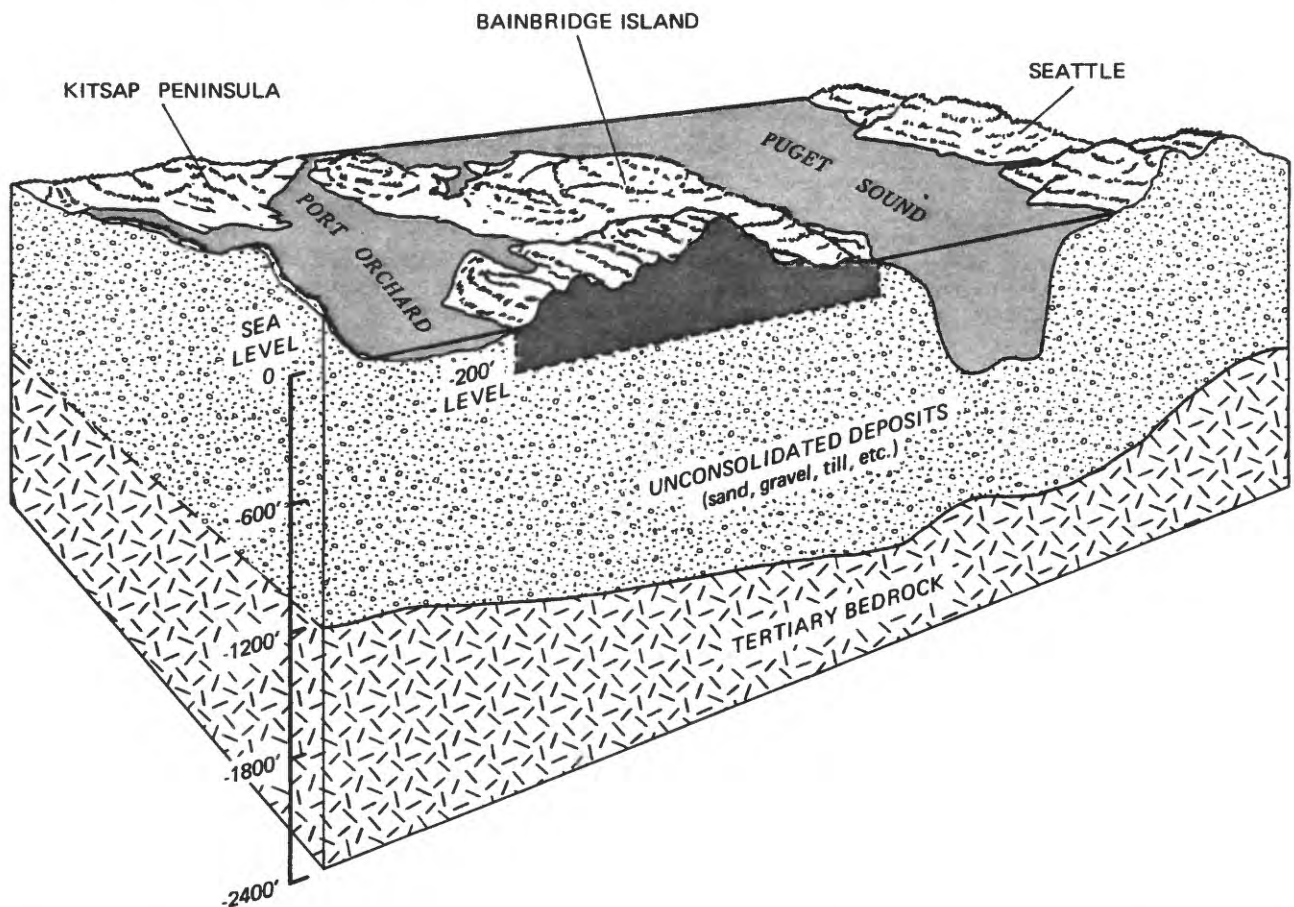 BAINBRIDGE ISLAND
KITSAP PENINSULA
SEATTLE
PUGET
SOUND
PORT ORCHARD
SEA
LEVEL
0
-200'
LEVEL
-600'
UNCONSOLIDATED DEPOSITS
(sand, gravel, till, etc.)
-1200'
TERTIARY BEDROCK
-1800'
-2400'